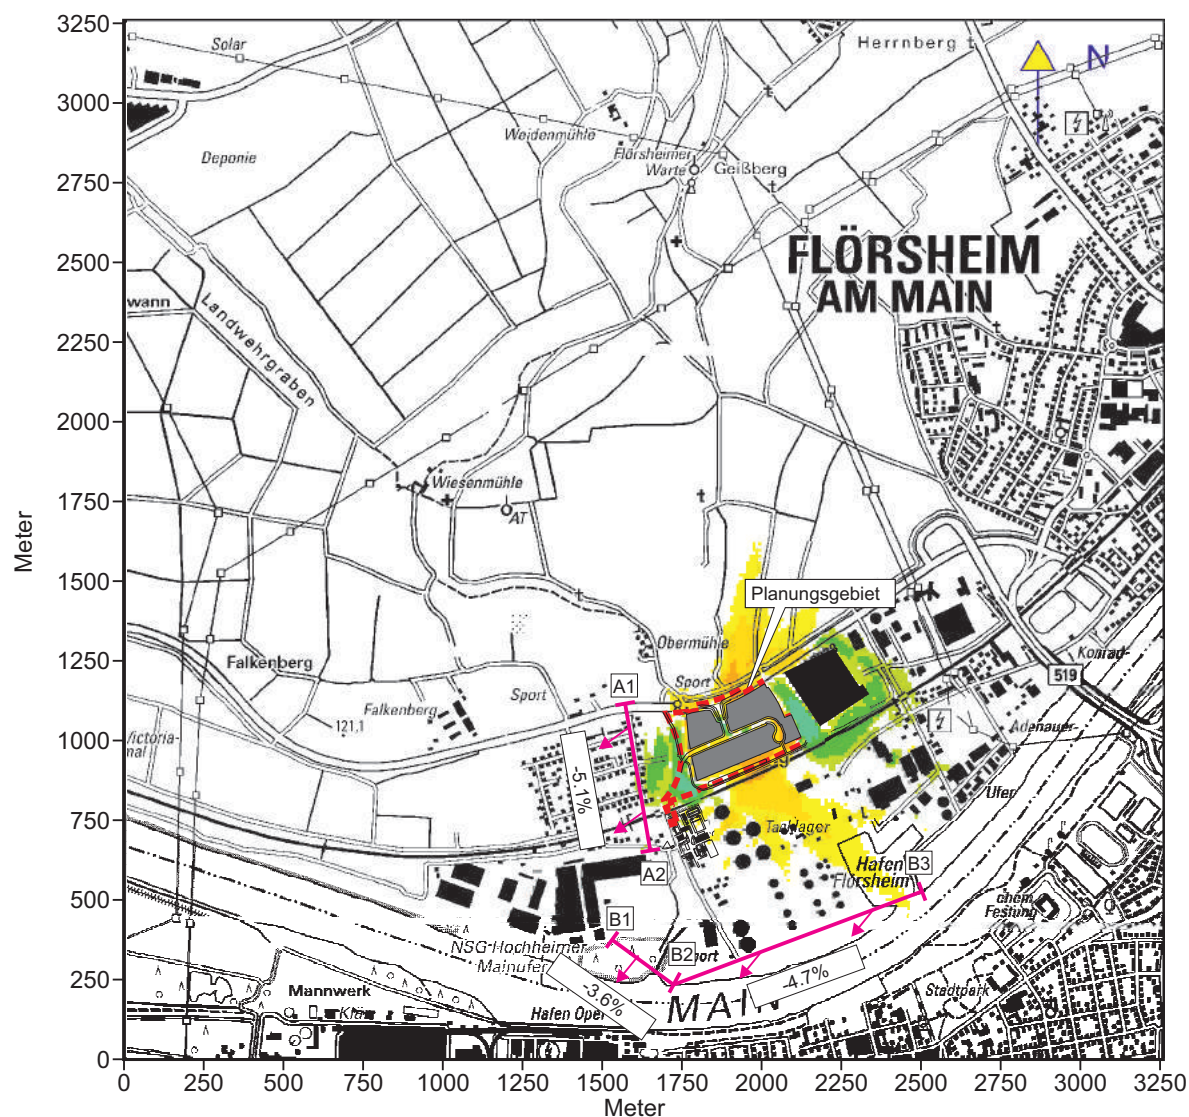 3250
3000
2750
2500
2250
2000
1750
1500
1250
1000
750
500
250
0
Meter
0
250
500
750
1000
1250
1500
1750
2000
2250
2500
2750
3000
3250
Meter
Solar
Herrnberg
N
Deponie
Weidenmühle
Flörsheimer
Warte
Geißberg
FLÖRSHEIM
AM MAIN
wann
Landwehrgraben
Wiesenmühle
AT
Planungsgebiet
Obermühle
Falkenberg
Sport
Sport
Falkenberg
121,1
A1
-5.1%
A2
Konrad-
519
Adenauer-
Ufer
Tanklager
Hafen
Flörsheim
B3
B1
NSG Hochheimer
Mainufer
B2
-3.6%
-4.7%
MAIN
Mannwerk
Hafen Opel
Stadtpark
chem
Festung